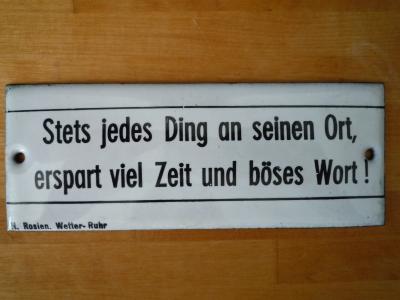 Stets jedes Ding an seinen Ort,
erspart viel Zeit und böses Wort!
Rosien. Wetter-Ruhr